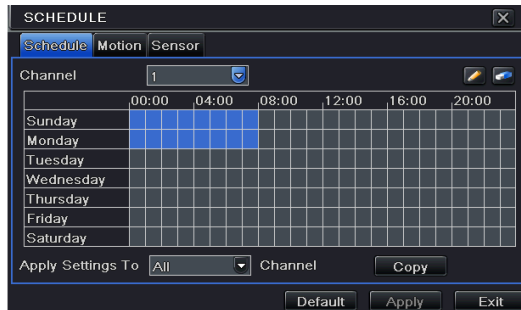 SCHEDULE
Schedule Motion Sensor
Channel 1
00:00 04:00 08:00 12:00 16:00 20:00
Sunday
Monday
Tuesday
Wednesday
Thursday
Friday
Saturday
Apply Settings To All Channel Copy
Default Apply Exit